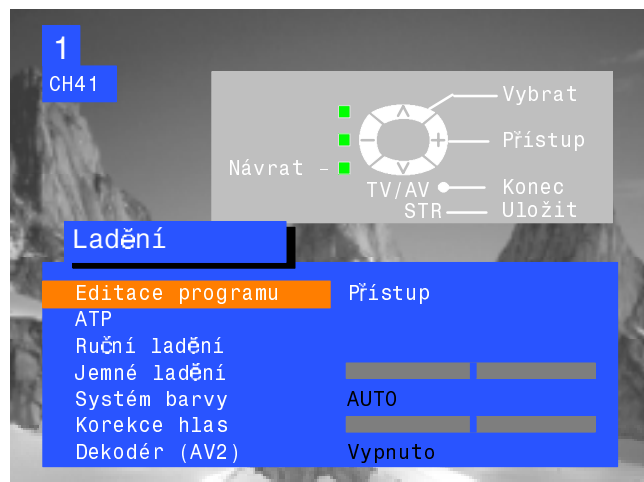 1
CH41
Vybrat
Přístup
Návrat –
TV/AV Konec
STR Uložit
Ladění
Editace programu Přístup
ATP
Ruční ladění
Jemné ladění
Systém barvy AUTO
Korekce hlas
Dekodér (AV2) Vypnuto